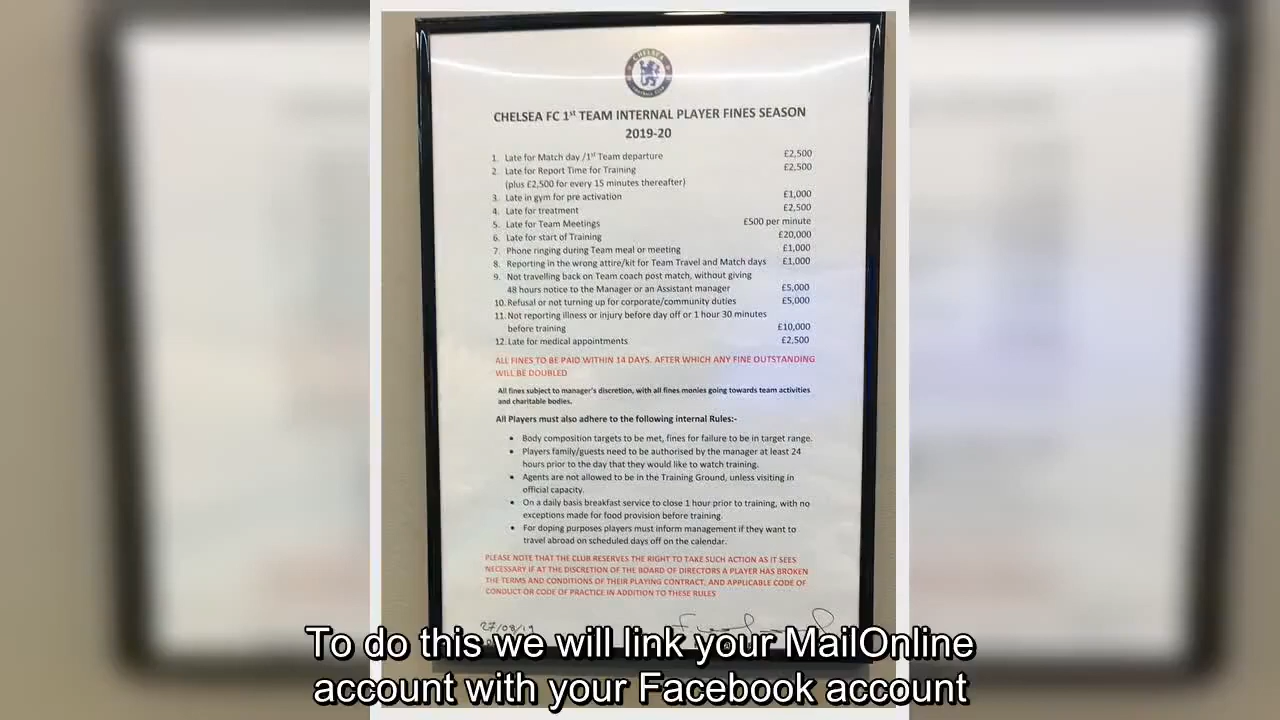 CHELSEA
FOOTBALL CLUB
CHELSEA FC 1st TEAM INTERNAL PLAYER FINES SEASON
2019-20
1. Late for Match day /1st Team departure £2,500
2. Late for Report Time for Training £2,500
(plus £2,500 for every 15 minutes thereafter)
3. Late in gym for pre activation £1,000
4. Late for treatment £2,500
5. Late for Team Meetings £500 per minute
6. Late for start of Training £20,000
7. Phone ringing during Team meal or meeting £1,000
8. Reporting in the wrong attire/kit for Team Travel and Match days £1,000
9. Not travelling back on Team coach post match, without giving
48 hours notice to the Manager or an Assistant manager £5,000
10. Refusal or not turning up for corporate/community duties £5,000
11. Not reporting illness or injury before day off or 1 hour 30 minutes
before training £10,000
12. Late for medical appointments £2,500
ALL FINES TO BE PAID WITHIN 14 DAYS. AFTER WHICH ANY FINE OUTSTANDING
WILL BE DOUBLED
All fines subject to manager's discretion, with all fines monies going towards team activities
and charitable bodies.
All Players must also adhere to the following internal Rules:-
• Body composition targets to be met, fines for failure to be in target range.
• Players family/guests need to be authorised by the manager at least 24
hours prior to the day that they would like to watch training.
• Agents are not allowed to be in the Training Ground, unless visiting in
official capacity.
• On a daily basis breakfast service to close 1 hour prior to training, with no
exceptions made for food provision before training.
• For doping purposes players must inform management if they want to
travel abroad on scheduled days off on the calendar.
PLEASE NOTE THAT THE CLUB RESERVES THE RIGHT TO TAKE SUCH ACTION AS IT SEES
NECESSARY IF AT THE DISCRETION OF THE BOARD OF DIRECTORS A PLAYER HAS BROKEN
THE TERMS AND CONDITIONS OF THEIR PLAYING CONTRACT, AND APPLICABLE CODE OF
CONDUCT OR CODE OF PRACTICE IN ADDITION TO THESE RULES
27/08/19
To do this we will link your MailOnline
account with your Facebook account